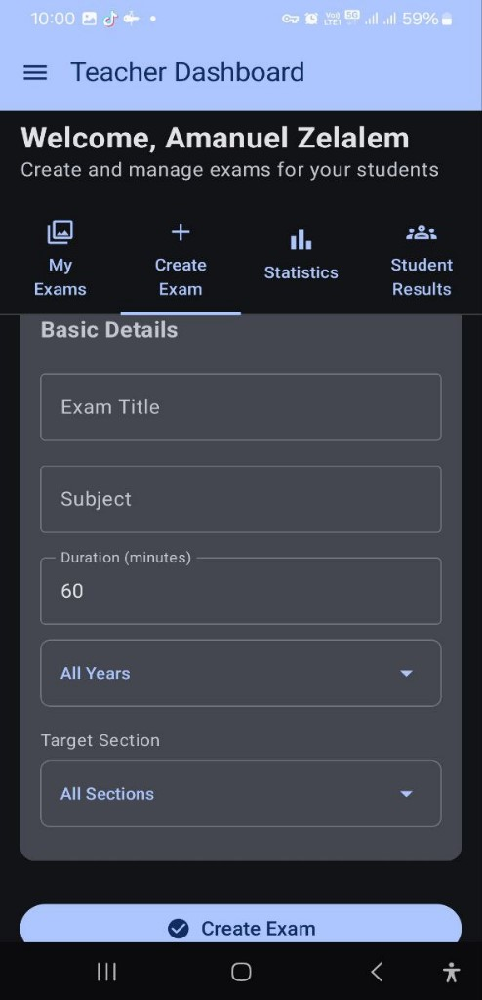 10:00
59%
Teacher Dashboard
Welcome, Amanuel Zelalem
Create and manage exams for your students
My Exams
Create Exam
Statistics
Student Results
Basic Details
Exam Title
Subject
Duration (minutes)
60
All Years
Target Section
All Sections
Create Exam